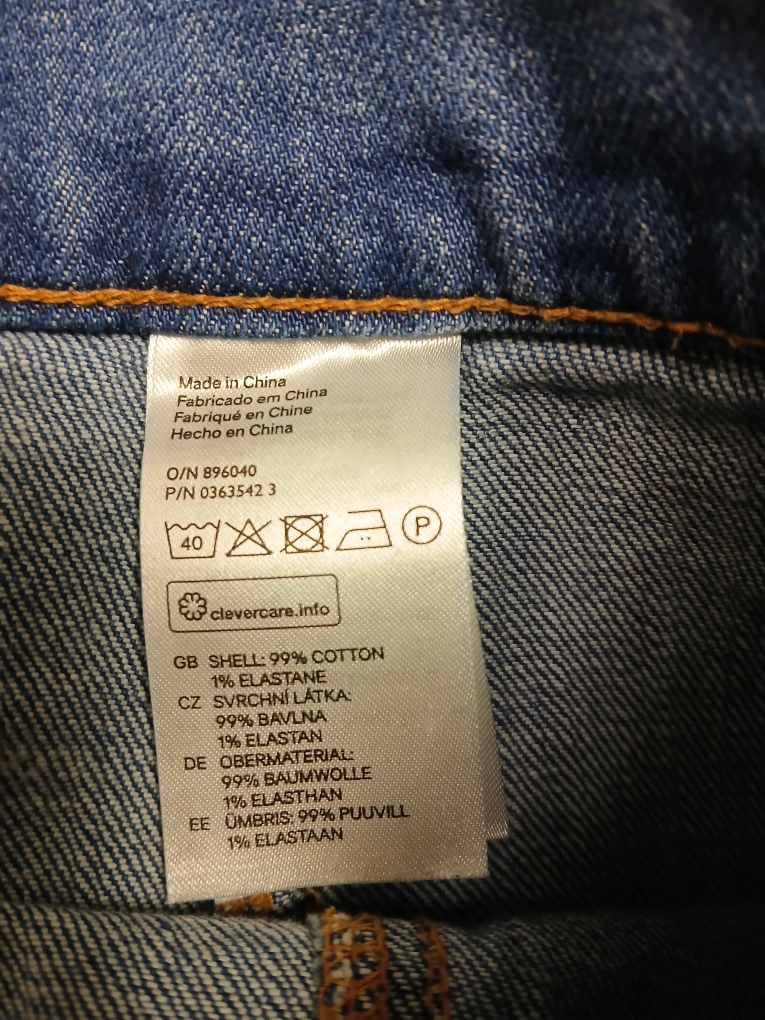 Made in China
Fabricado em China
Fabriqué en Chine
Hecho en China
O/N 896040
P/N 0363542 3
40 P
clevercare.info
GB SHELL: 99% COTTON
1% ELASTANE
CZ SVRCHNÍ LÁTKA:
99% BAVLNA
1% ELASTAN
DE OBERMATERIAL:
99% BAUMWOLLE
1% ELASTHAN
EE ÜMBRIS: 99% PUUVILL
1% ELASTAAN